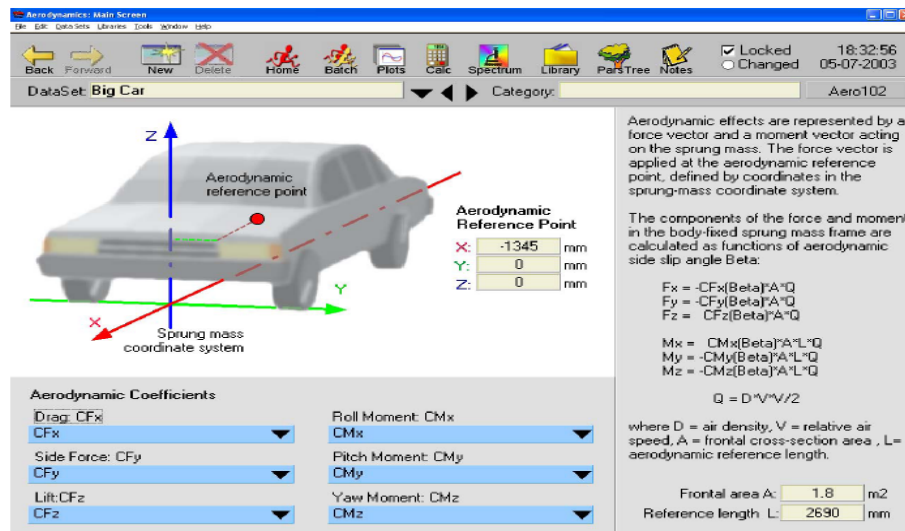 Aerodynamics: Main Screen
File Edit Data Sets Libraries Tools Window Help
Back Forward New Delete Home Batch Plots Calc Spectrum Library ParsTree Notes
Locked 18:32:56
Changed 05-07-2003
DataSet: Big Car Category: Aero102
Z
Aerodynamic
reference point
Y
X
Sprung mass
coordinate system
Aerodynamic
Reference Point
X: -1345 mm
Y: 0 mm
Z: 0 mm
Aerodynamic Coefficients
Drag: CFx
CFx
Side Force: CFy
CFy
Lift:CFz
CFz
Roll Moment: CMx
CMx
Pitch Moment: CMy
CMy
Yaw Moment: CMz
CMz
Aerodynamic effects are represented by a
force vector and a moment vector acting
on the sprung mass. The force vector is
applied at the aerodynamic reference
point, defined by coordinates in the
sprung-mass coordinate system.
The components of the force and moment
in the body-fixed sprung mass frame are
calculated as functions of aerodynamic
side slip angle Beta:
Fx = -CFx(Beta)*A*Q
Fy = -CFy(Beta)*A*Q
Fz = CFz(Beta)*A*Q
Mx = CMx(Beta)*A*L*Q
My = -CMy(Beta)*A*L*Q
Mz = -CMz(Beta)*A*L*Q
Q = D*V*V/2
where D = air density, V = relative air
speed, A = frontal cross-section area , L=
aerodynamic reference length.
Frontal area A: 1.8 m2
Reference length L: 2690 mm